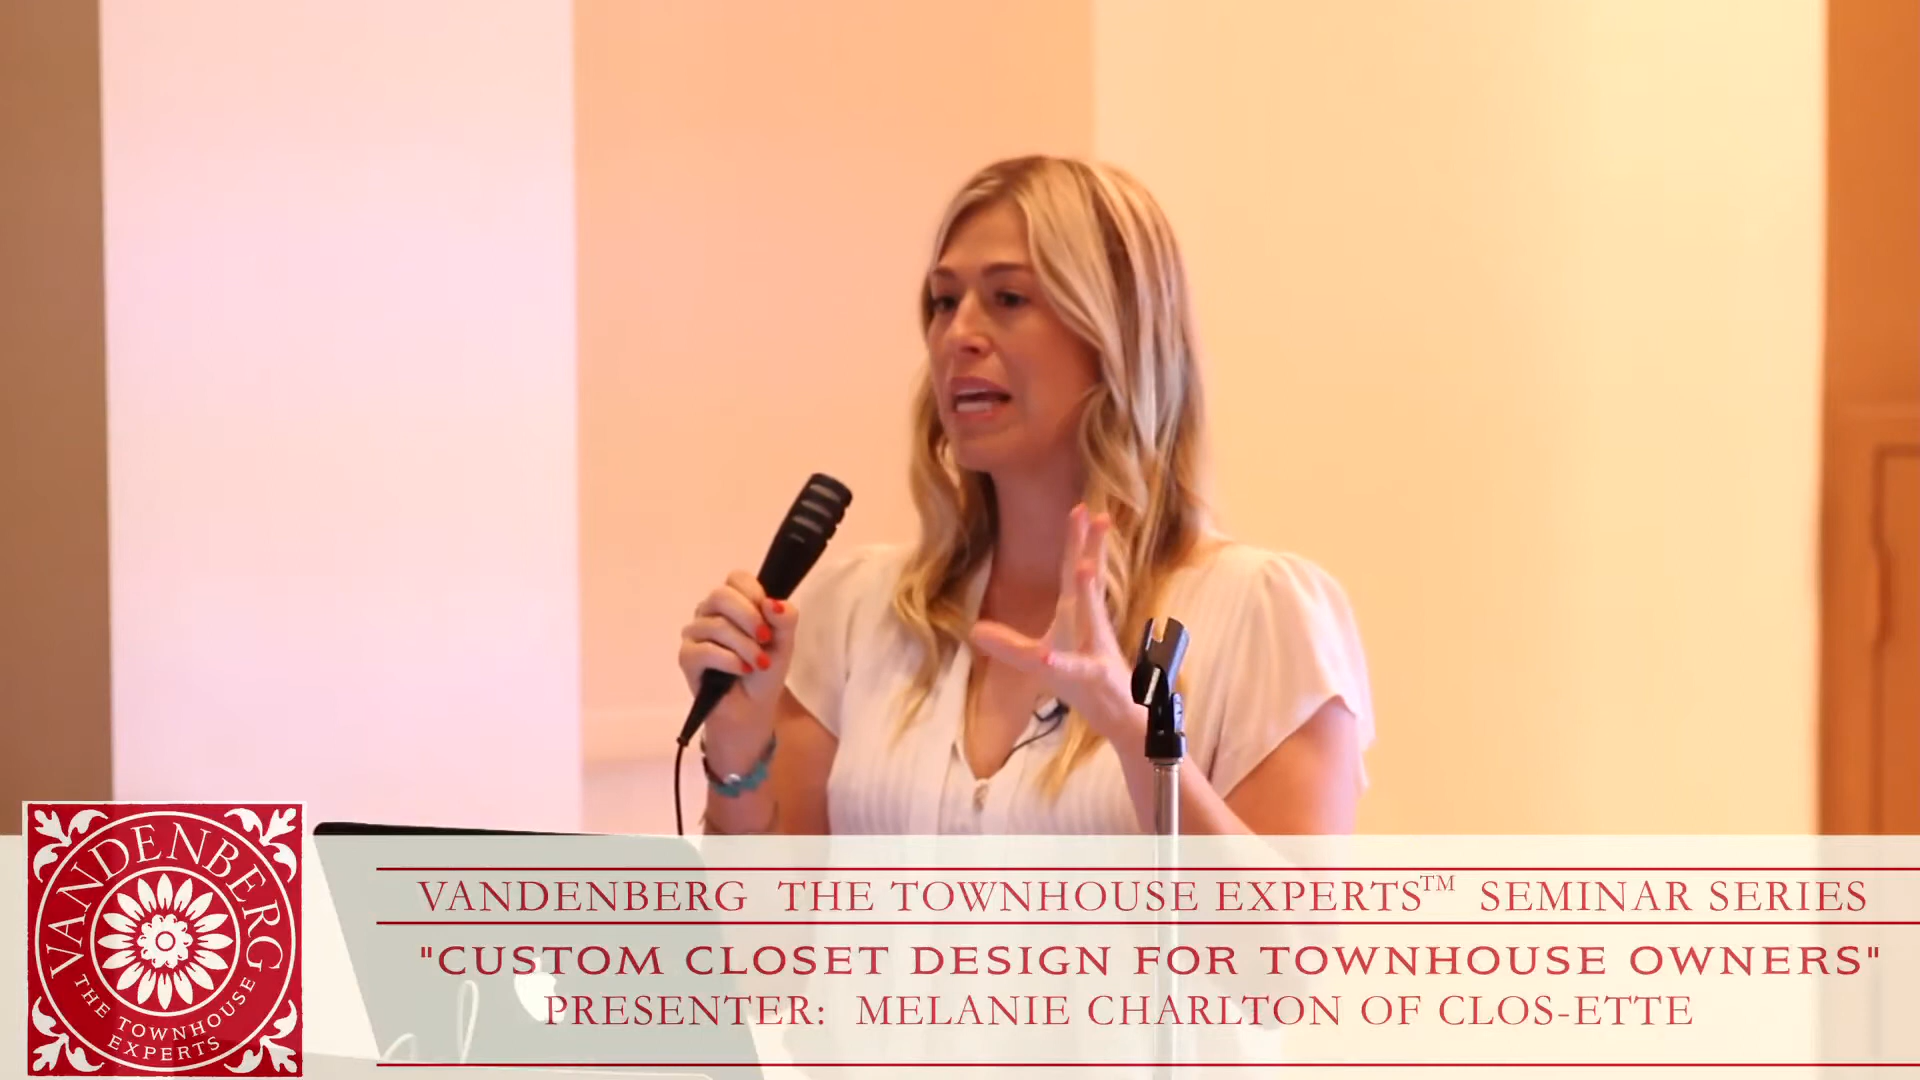 VANDENBERG THE TOWNHOUSE EXPERTS™ SEMINAR SERIES
"CUSTOM CLOSET DESIGN FOR TOWNHOUSE OWNERS"
PRESENTER: MELANIE CHARLTON OF CLOS-ETTE
VANDENBERG
THE TOWNHOUSE
EXPERTS